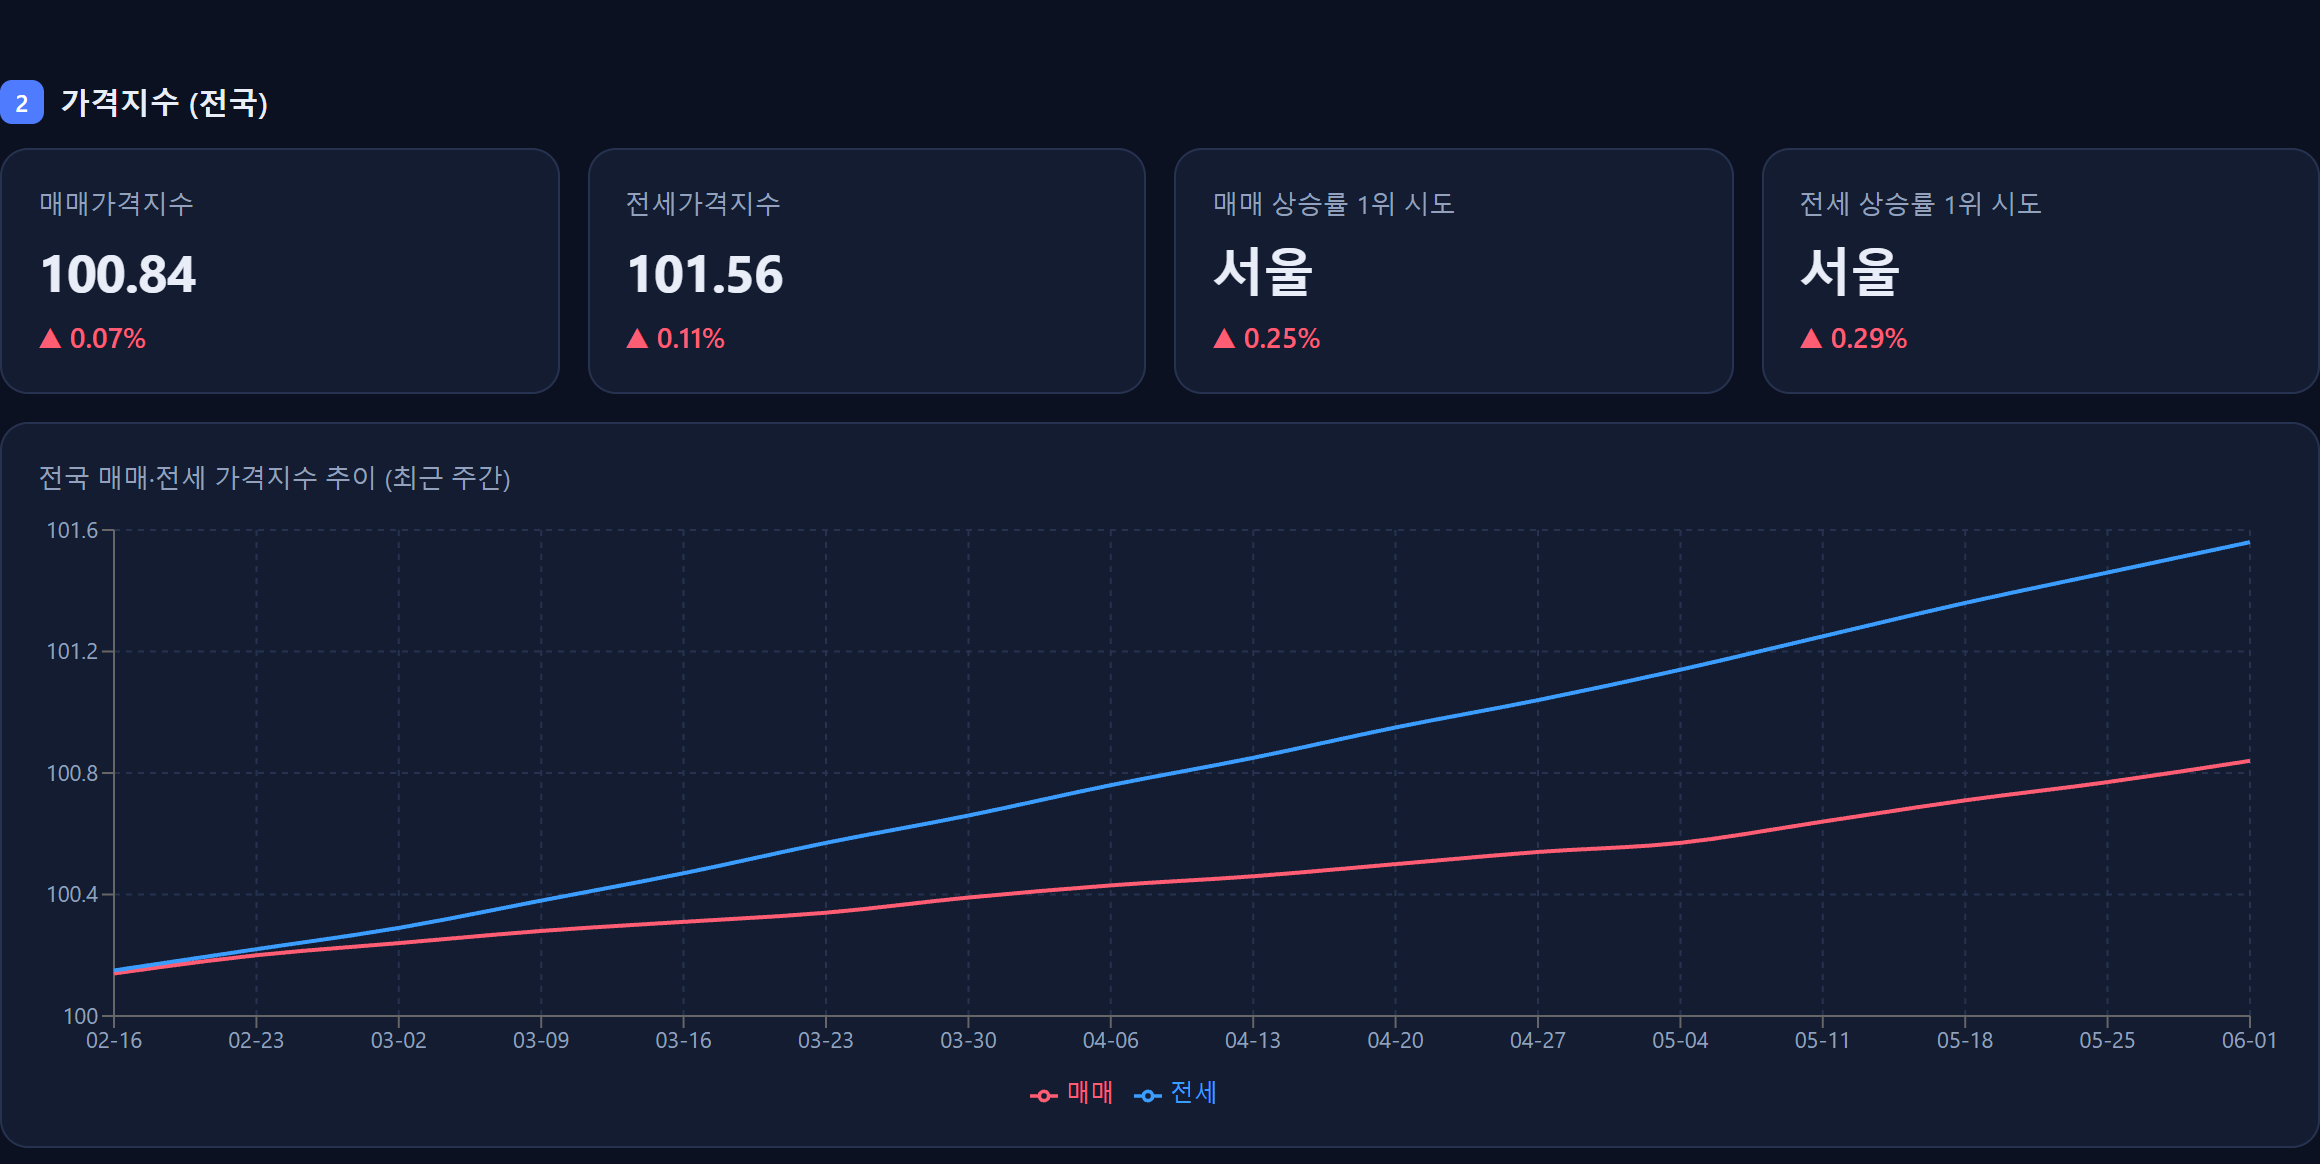 2 가격지수 (전국)
매매가격지수
100.84
▲ 0.07%
전세가격지수
101.56
▲ 0.11%
매매 상승률 1위 시도
서울
▲ 0.25%
전세 상승률 1위 시도
서울
▲ 0.29%
전국 매매·전세 가격지수 추이 (최근 주간)
101.6
101.2
100.8
100.4
100
02-16 02-23 03-02 03-09 03-16 03-23 03-30 04-06 04-13 04-20 04-27 05-04 05-11 05-18 05-25 06-01
매매 전세